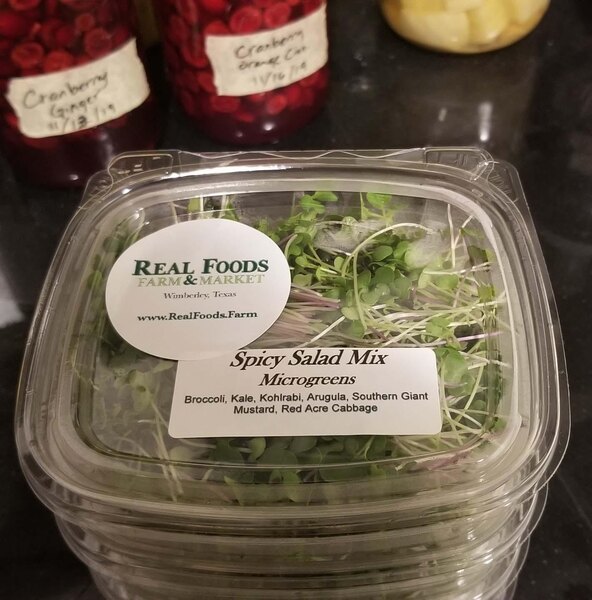 Cranberry
Ginger
11/13/19
Cranberry
Orange Cin
11/16/19
REAL FOODS
FARM & MARKET
Wimberley, Texas
www.RealFoods.Farm
Spicy Salad Mix
Microgreens
Broccoli, Kale, Kohlrabi, Arugula, Southern Giant
Mustard, Red Acre Cabbage